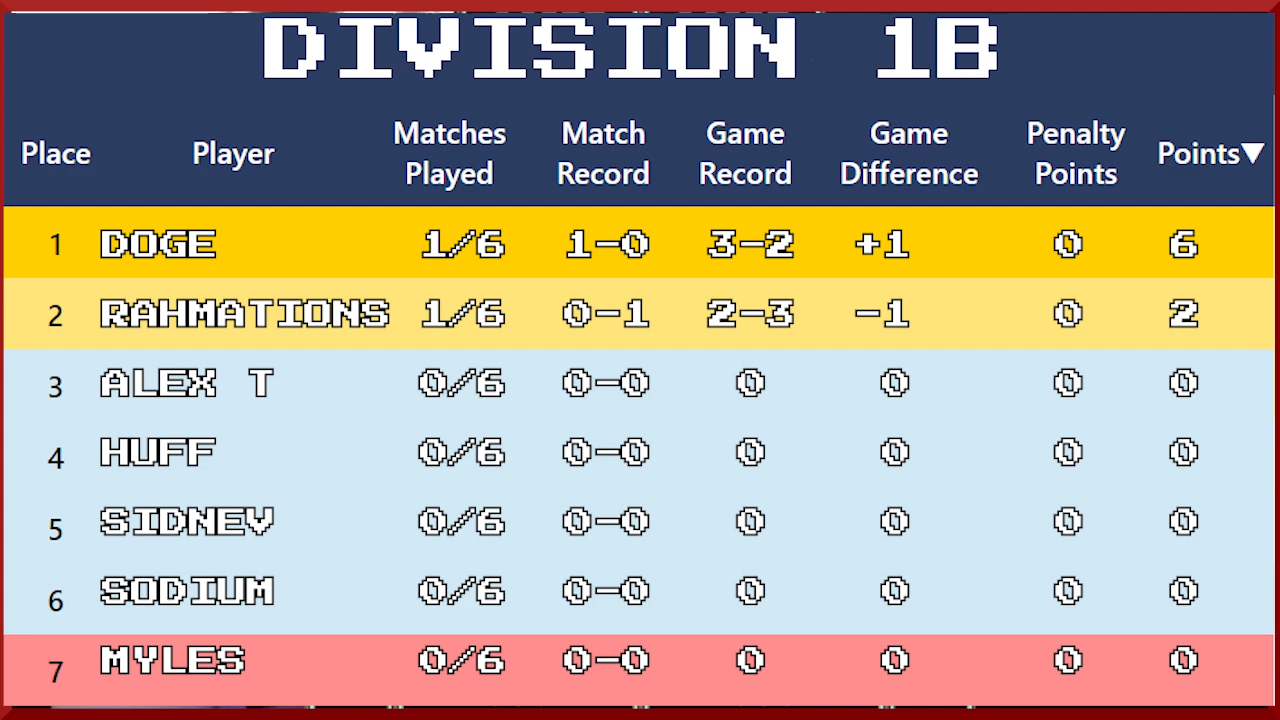 DIVISION 1B
Place Player Matches Played Match Record Game Record Game Difference Penalty Points Points▼
1 DOGE 1/6 1-0 3-2 +1 0 6
2 RAHMATIONS 1/6 0-1 2-3 -1 0 2
3 ALEX T 0/6 0-0 0 0 0 0
4 HUFF 0/6 0-0 0 0 0 0
5 SIDNEV 0/6 0-0 0 0 0 0
6 SODIUM 0/6 0-0 0 0 0 0
7 MYLES 0/6 0-0 0 0 0 0